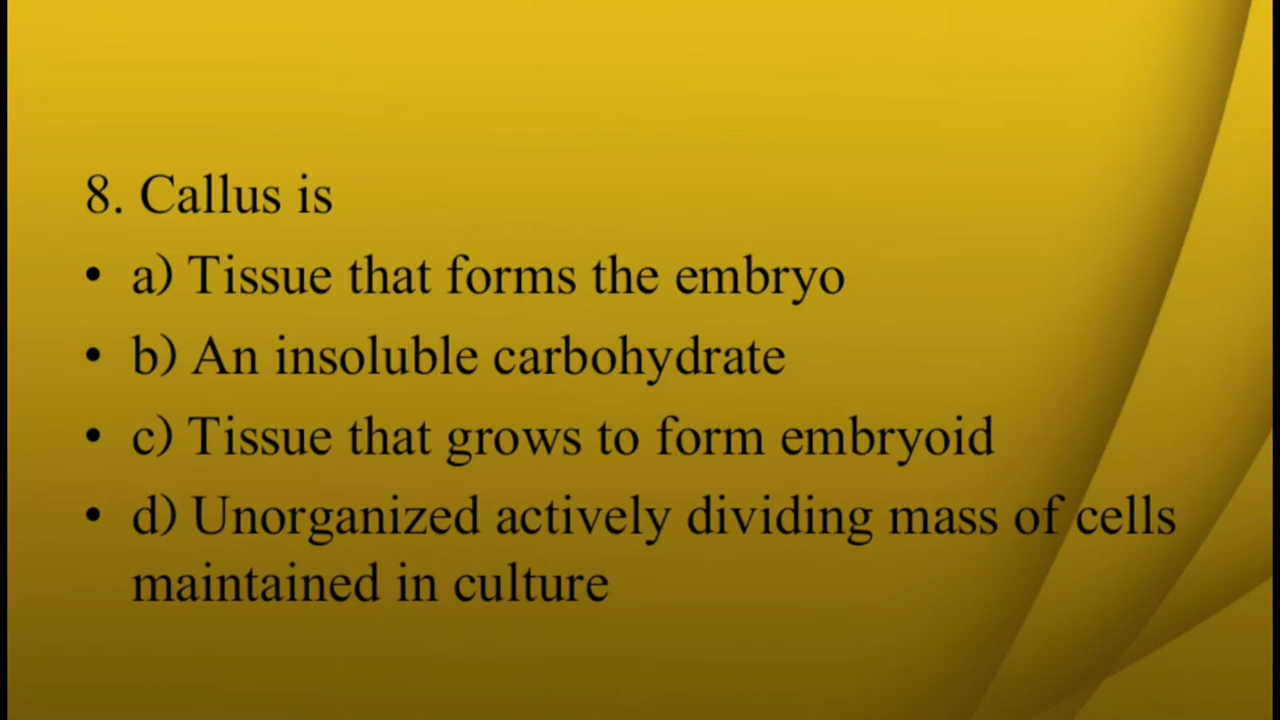 8. Callus is
• a) Tissue that forms the embryo
• b) An insoluble carbohydrate
• c) Tissue that grows to form embryoid
• d) Unorganized actively dividing mass of cells
maintained in culture